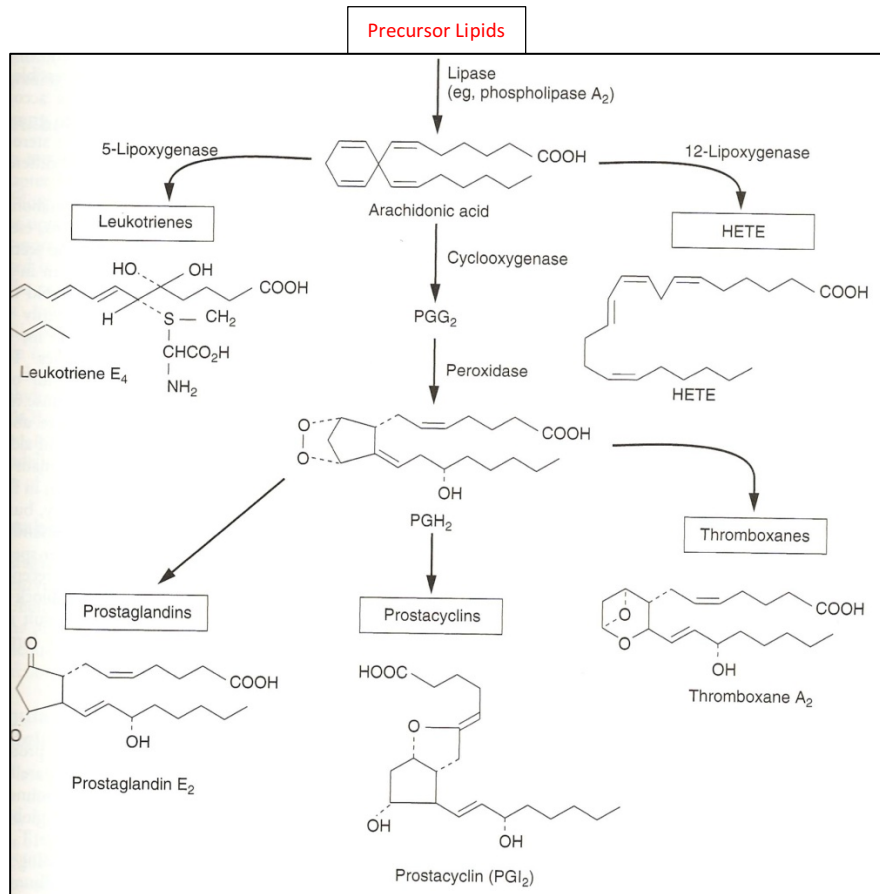 Precursor Lipids
Lipase
(eg, phospholipase A₂)
5-Lipoxygenase
12-Lipoxygenase
COOH
Arachidonic acid
Leukotrienes
HETE
Cyclooxygenase
HO
OH
COOH
H
S
CH₂
CHCO₂H
NH₂
Leukotriene E₄
PGG₂
COOH
HETE
Peroxidase
O
O
COOH
OH
PGH₂
Thromboxanes
Prostaglandins
Prostacyclins
O
COOH
O
OH
Prostaglandin E₂
HOOC
O
OH
OH
Prostacyclin (PGI₂)
O
O
COOH
OH
Thromboxane A₂